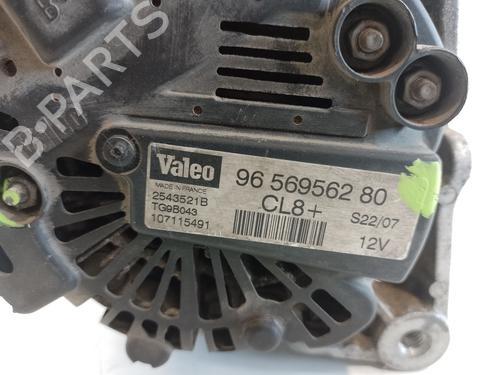 B-PARTS
Valeo
MADE IN FRANCE
2543521B
TG9B043
107115491
96 569562 80
CL8+
S22/07
12V